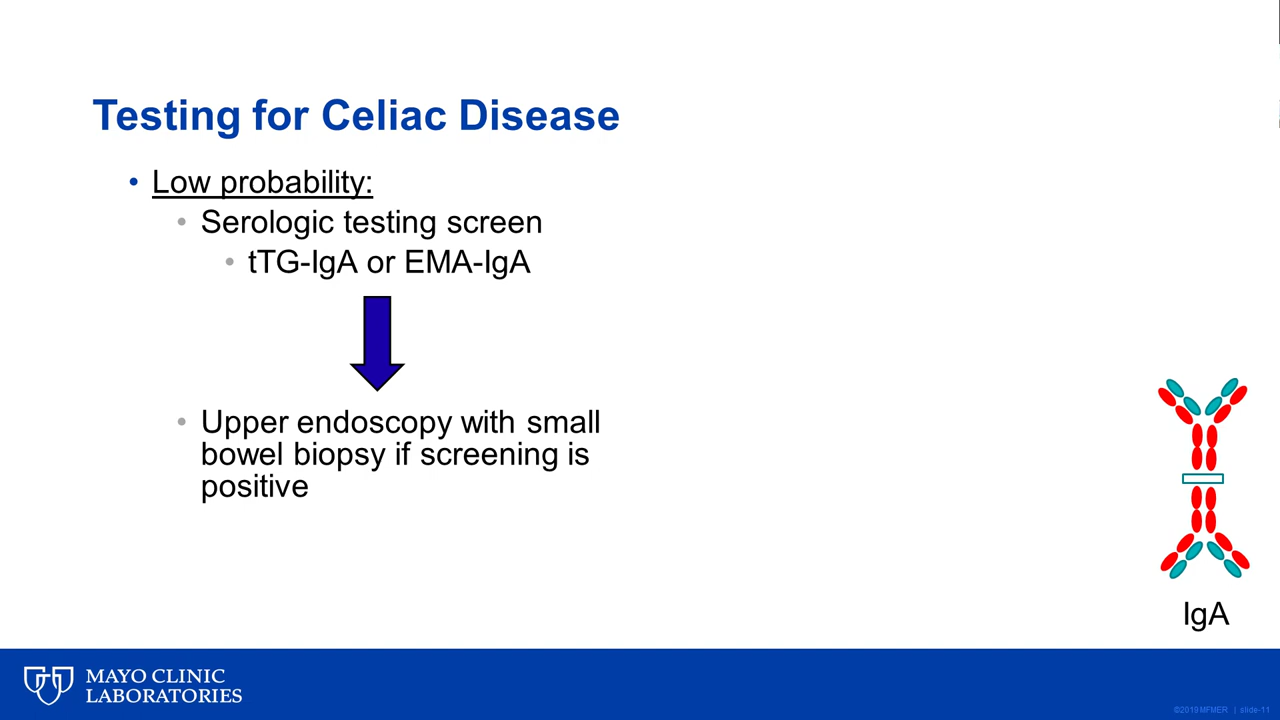 Testing for Celiac Disease
• Low probability:
• Serologic testing screen
• tTG-IgA or EMA-IgA
• Upper endoscopy with small
bowel biopsy if screening is
positive
IgA
MAYO CLINIC
LABORATORIES
©2019 MFMER | slide-11